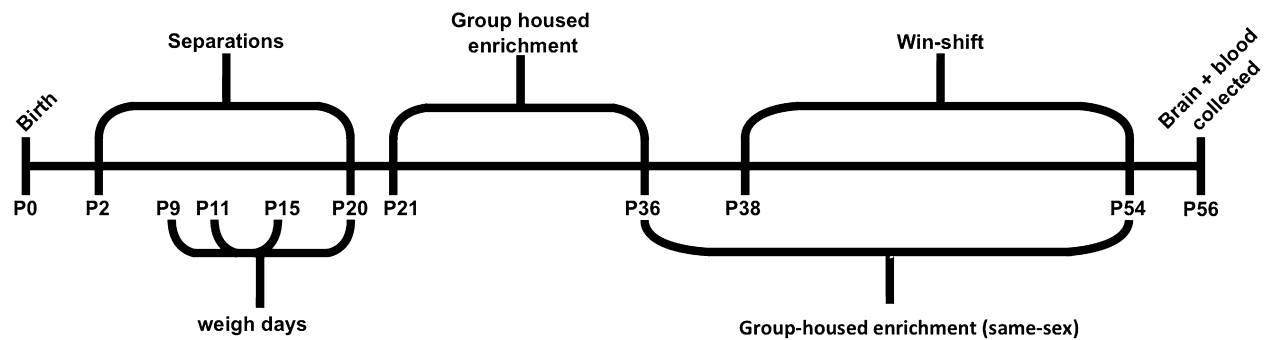 Group housed
enrichment
Separations
Win-shift
Birth
Brain + blood
collected
P0
P2
P9
P11
P15
P20
P21
P36
P38
P54
P56
weigh days
Group-housed enrichment (same-sex)